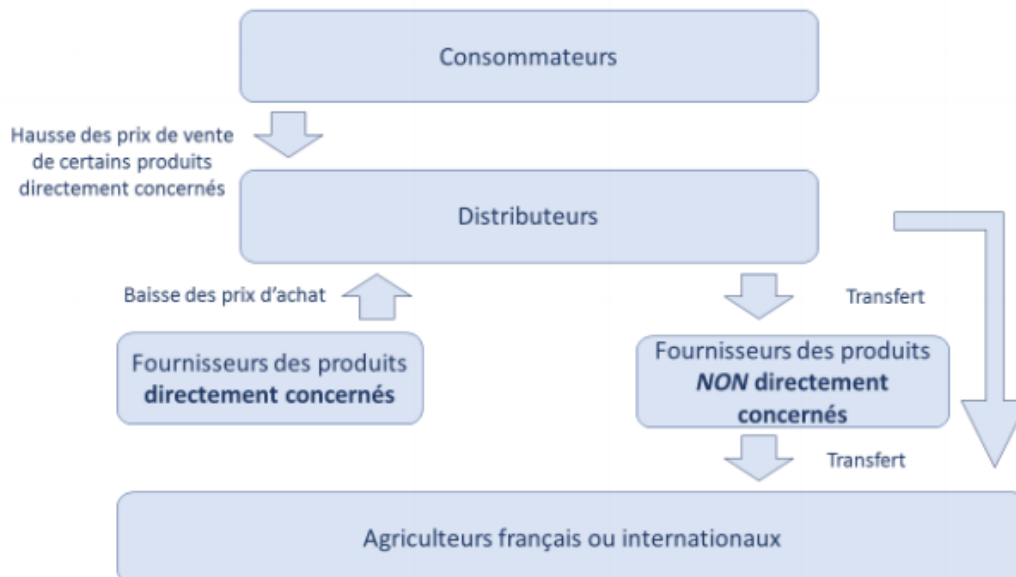 Consommateurs
Hausse des prix de vente
de certains produits
directement concernés
Distributeurs
Baisse des prix d'achat
Transfert
Fournisseurs des produits
directement concernés
Fournisseurs des produits
NON directement
concernés
Transfert
Agriculteurs français ou internationaux